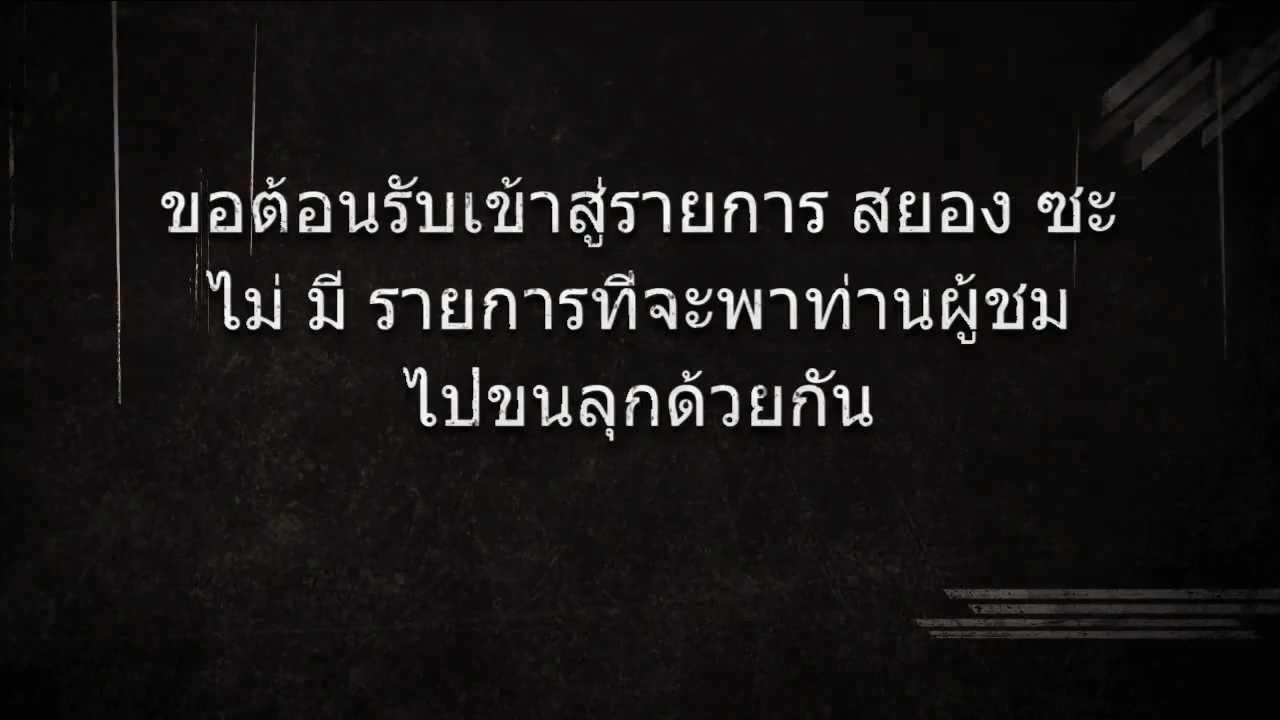 ขอต้อนรับเข้าสู่รายการ สยอง ซะ
ไม่ มี รายการที่จะพาท่านผู้ชม
ไปขนลุกด้วยกัน